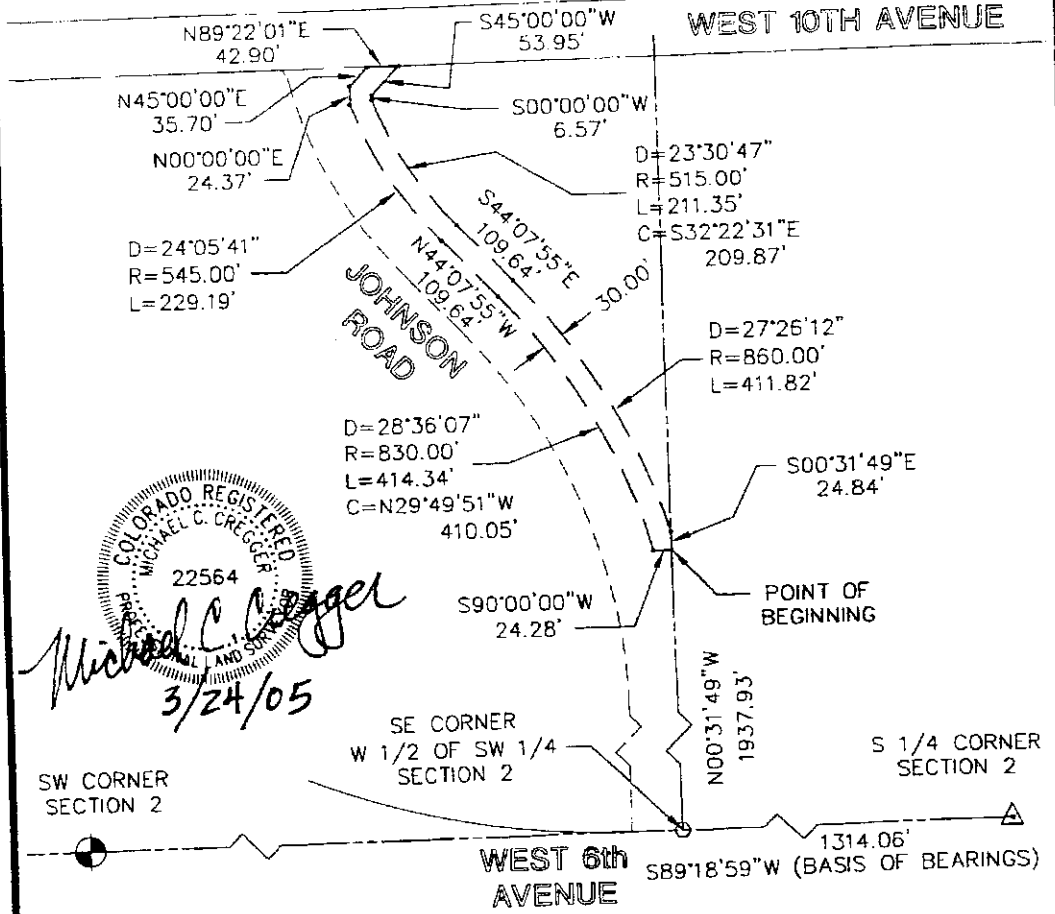 WEST 10TH AVENUE
N89°22'01"E
42.90'
S45°00'00"W
53.95'
N45°00'00"E
35.70'
S00°00'00"W
6.57'
N00°00'00"E
24.37'
D=23°30'47"
R=515.00'
L=211.35'
C=S32°22'31"E
209.87'
D=24°05'41"
R=545.00'
L=229.19'
S44°07'55"E
109.64'
N44°07'55"W
109.64'
30.00'
JOHNSON
ROAD
D=27°26'12"
R=860.00'
L=411.82'
D=28°36'07"
R=830.00'
L=414.34'
C=N29°49'51"W
410.05'
S00°31'49"E
24.84'
POINT OF
BEGINNING
S90°00'00"W
24.28'
COLORADO REGISTERED
MICHAEL C. CREGGER
22564
AND
Michael C. Cregger
3/24/05
N00°31'49"W
1937.93'
SE CORNER
W 1/2 OF SW 1/4
SECTION 2
S 1/4 CORNER
SECTION 2
SW CORNER
SECTION 2
WEST 6th
AVENUE
1314.06'
S89°18'59"W (BASIS OF BEARINGS)